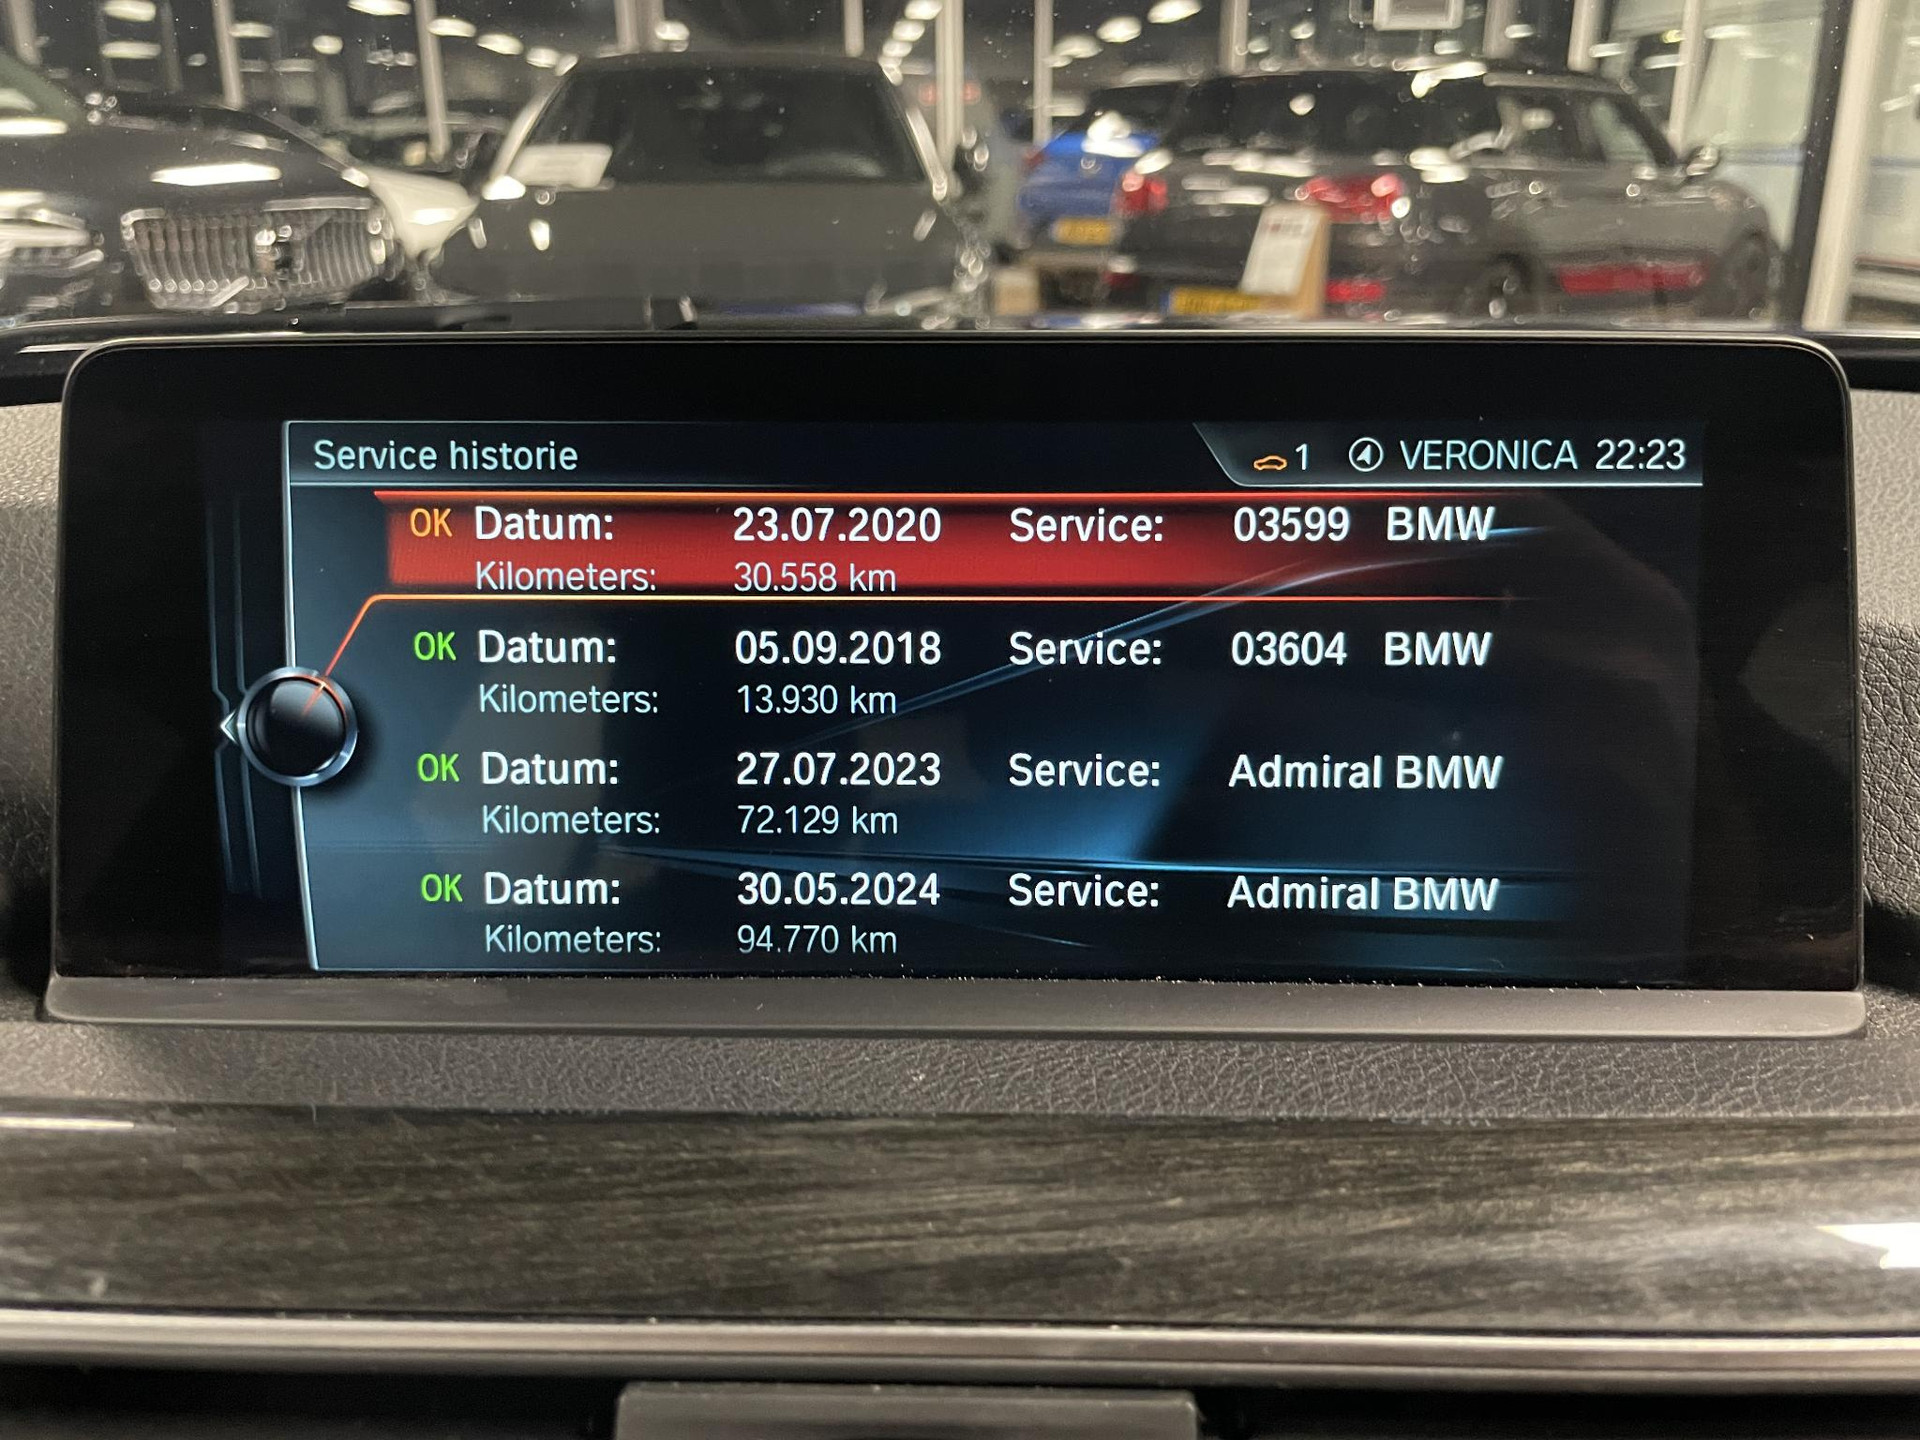 Service historie 1 VERONICA 22:23
OK Datum: 23.07.2020 Service: 03599 BMW
Kilometers: 30.558 km
OK Datum: 05.09.2018 Service: 03604 BMW
Kilometers: 13.930 km
OK Datum: 27.07.2023 Service: Admiral BMW
Kilometers: 72.129 km
OK Datum: 30.05.2024 Service: Admiral BMW
Kilometers: 94.770 km